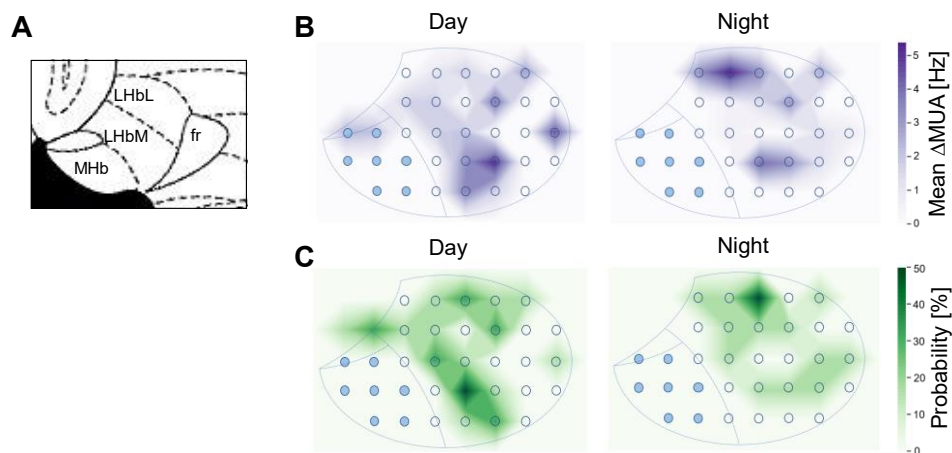 A
LHbL
LHbM
fr
MHb
B
Day
Night
Mean ΔMUA [Hz]
5
4
3
2
1
0
C
Day
Night
Probability [%]
50
40
30
20
10
0